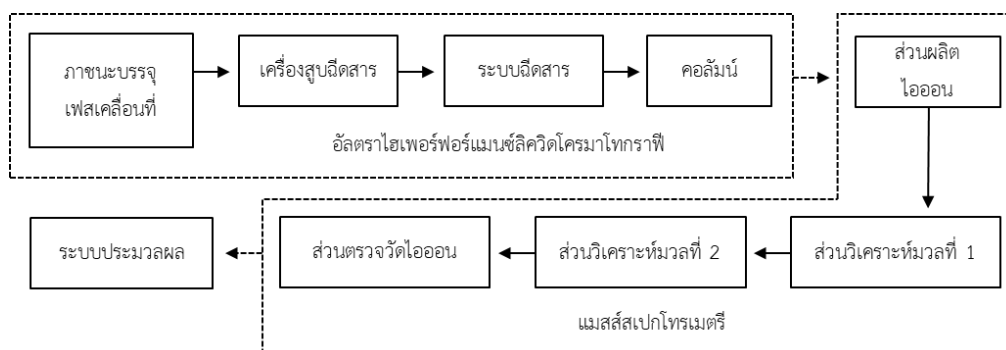 ภาชนะบรรจุ
เฟสเคลื่อนที่
เครื่องสูบฉีดสาร
ระบบฉีดสาร
คอลัมน์
อัลตราไฮเพอร์ฟอร์แมนซ์ลิควิดโครมาโทกราฟี
ส่วนผลิต
ไอออน
ส่วนวิเคราะห์มวลที่ 1
ส่วนวิเคราะห์มวลที่ 2
ส่วนตรวจวัดไอออน
ระบบประมวลผล
แมสส์สเปกโทรเมตรี